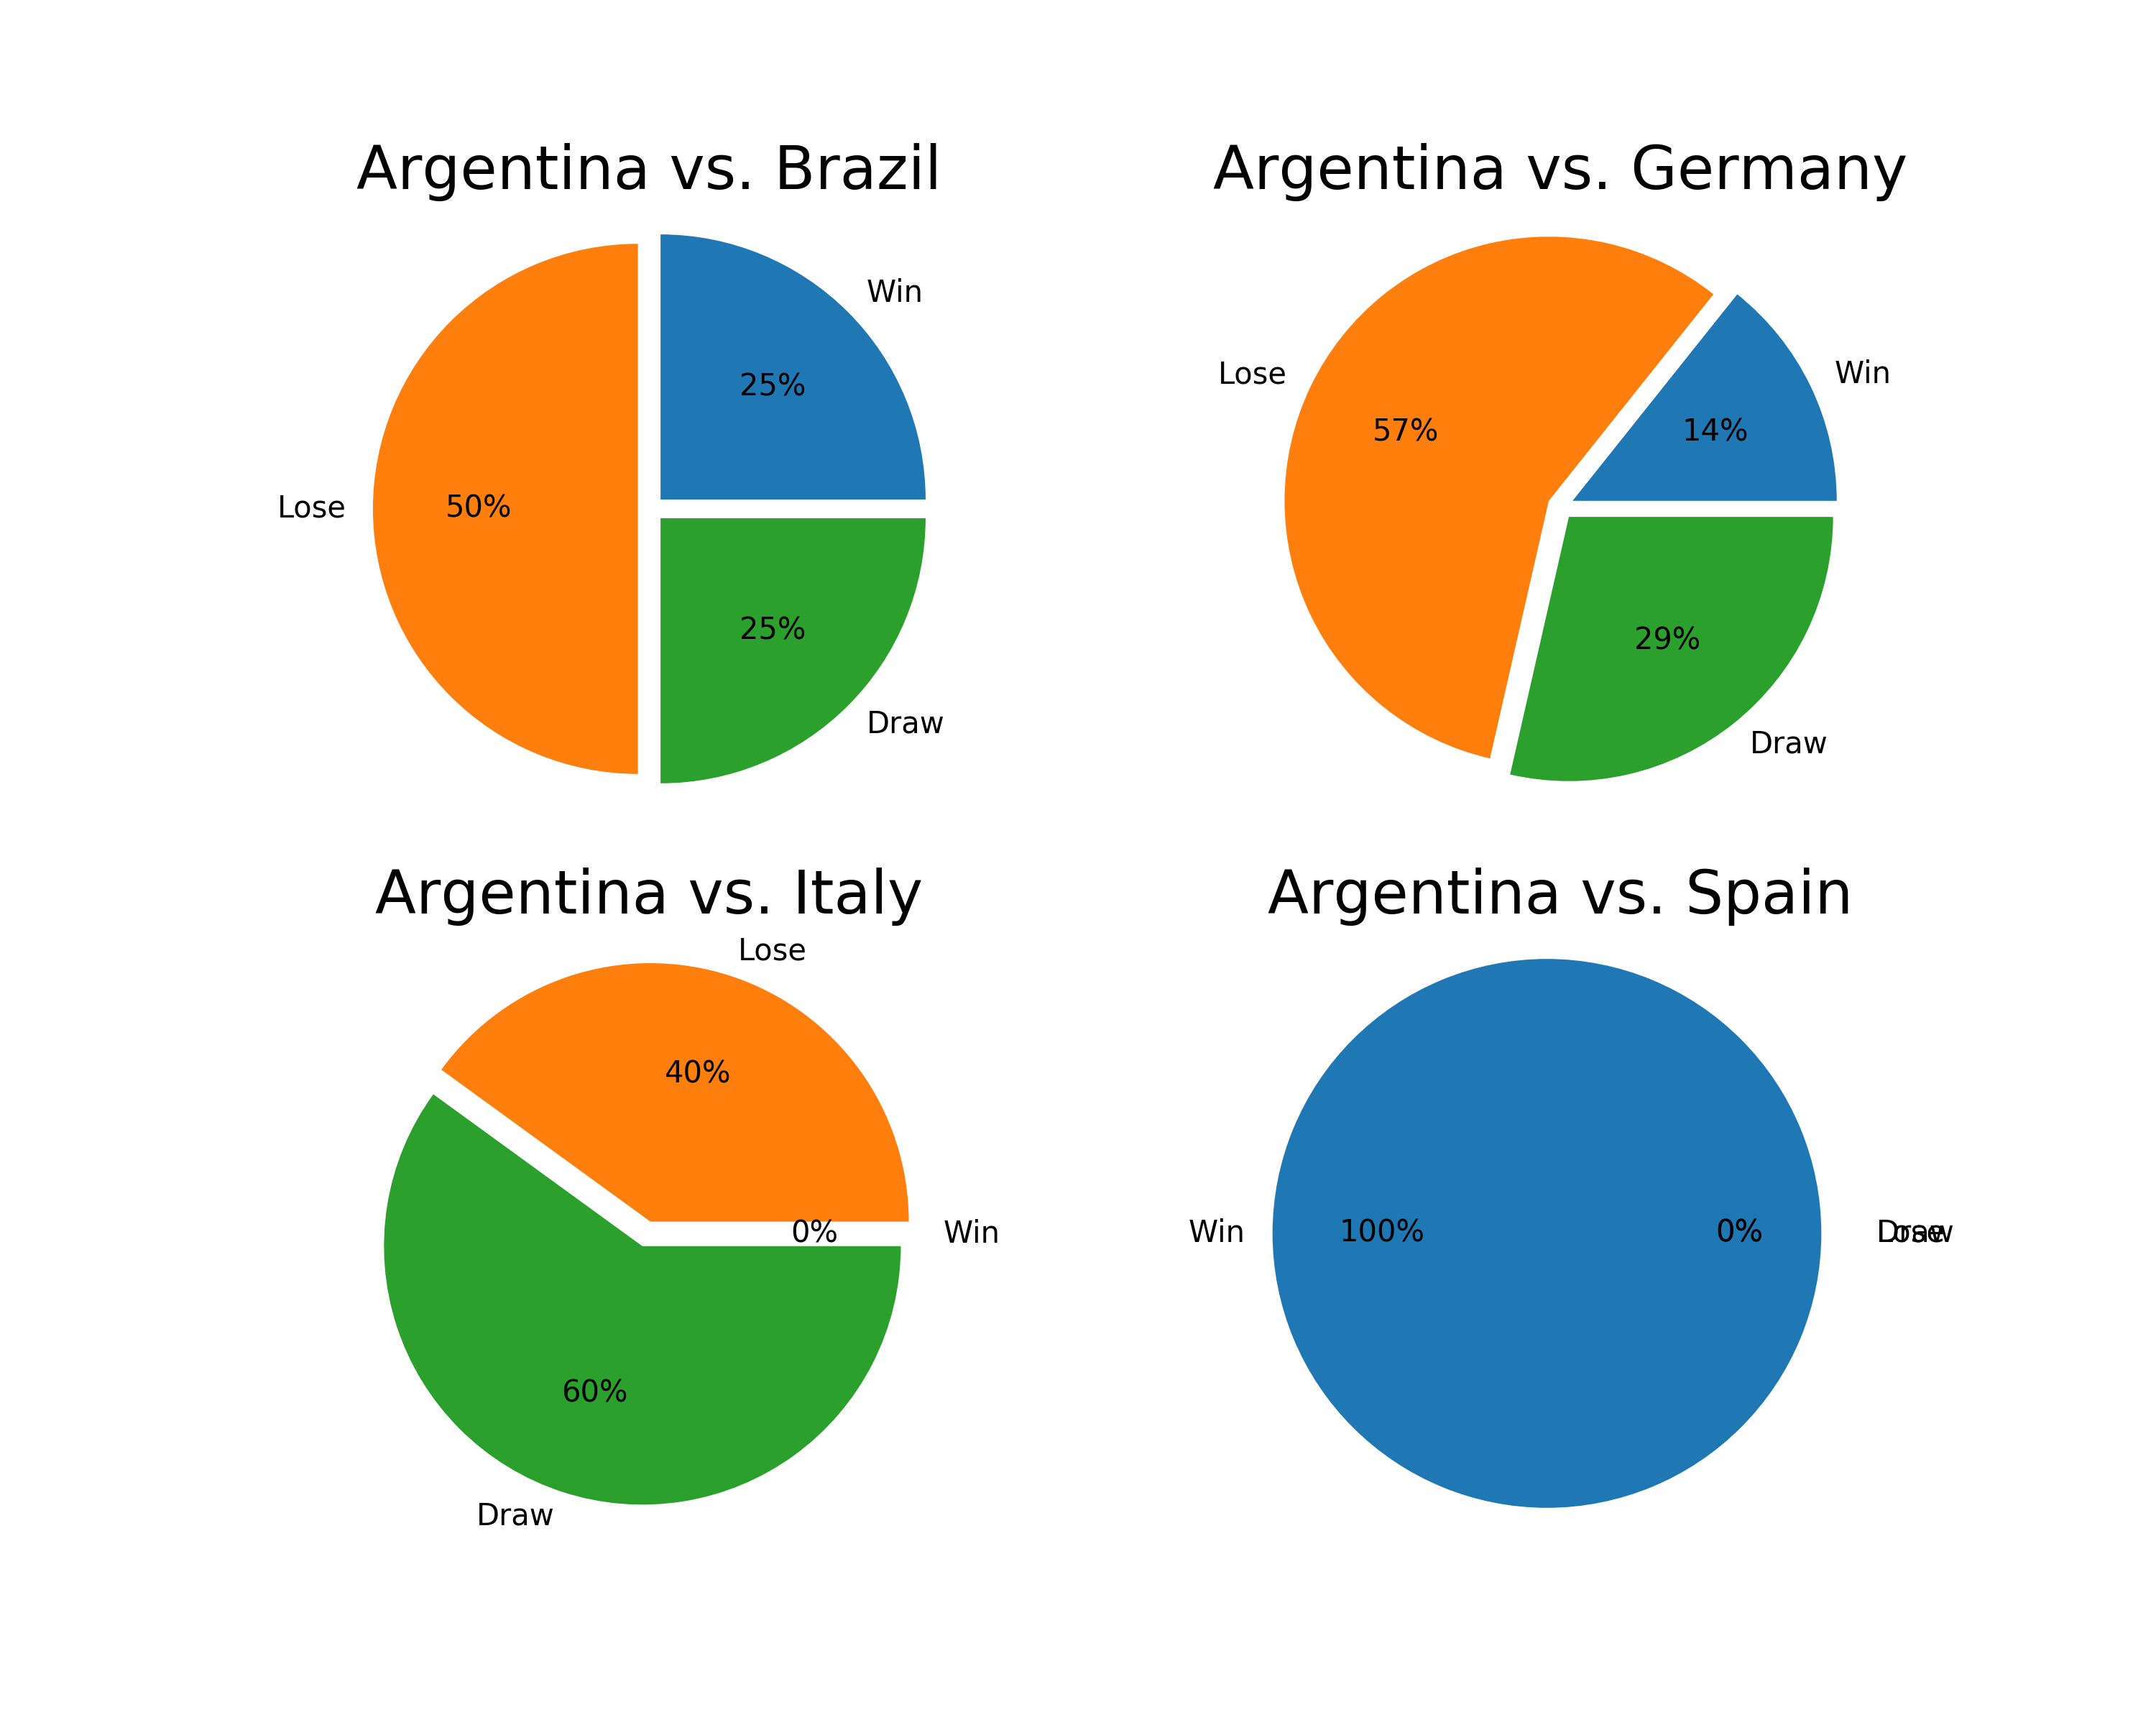 Argentina vs. Brazil
Win
25%
Lose
50%
25%
Draw
Argentina vs. Germany
Win
Lose
57%
14%
29%
Draw
Argentina vs. Italy
Lose
40%
0%
Win
60%
Draw
Argentina vs. Spain
Win
100%
0%